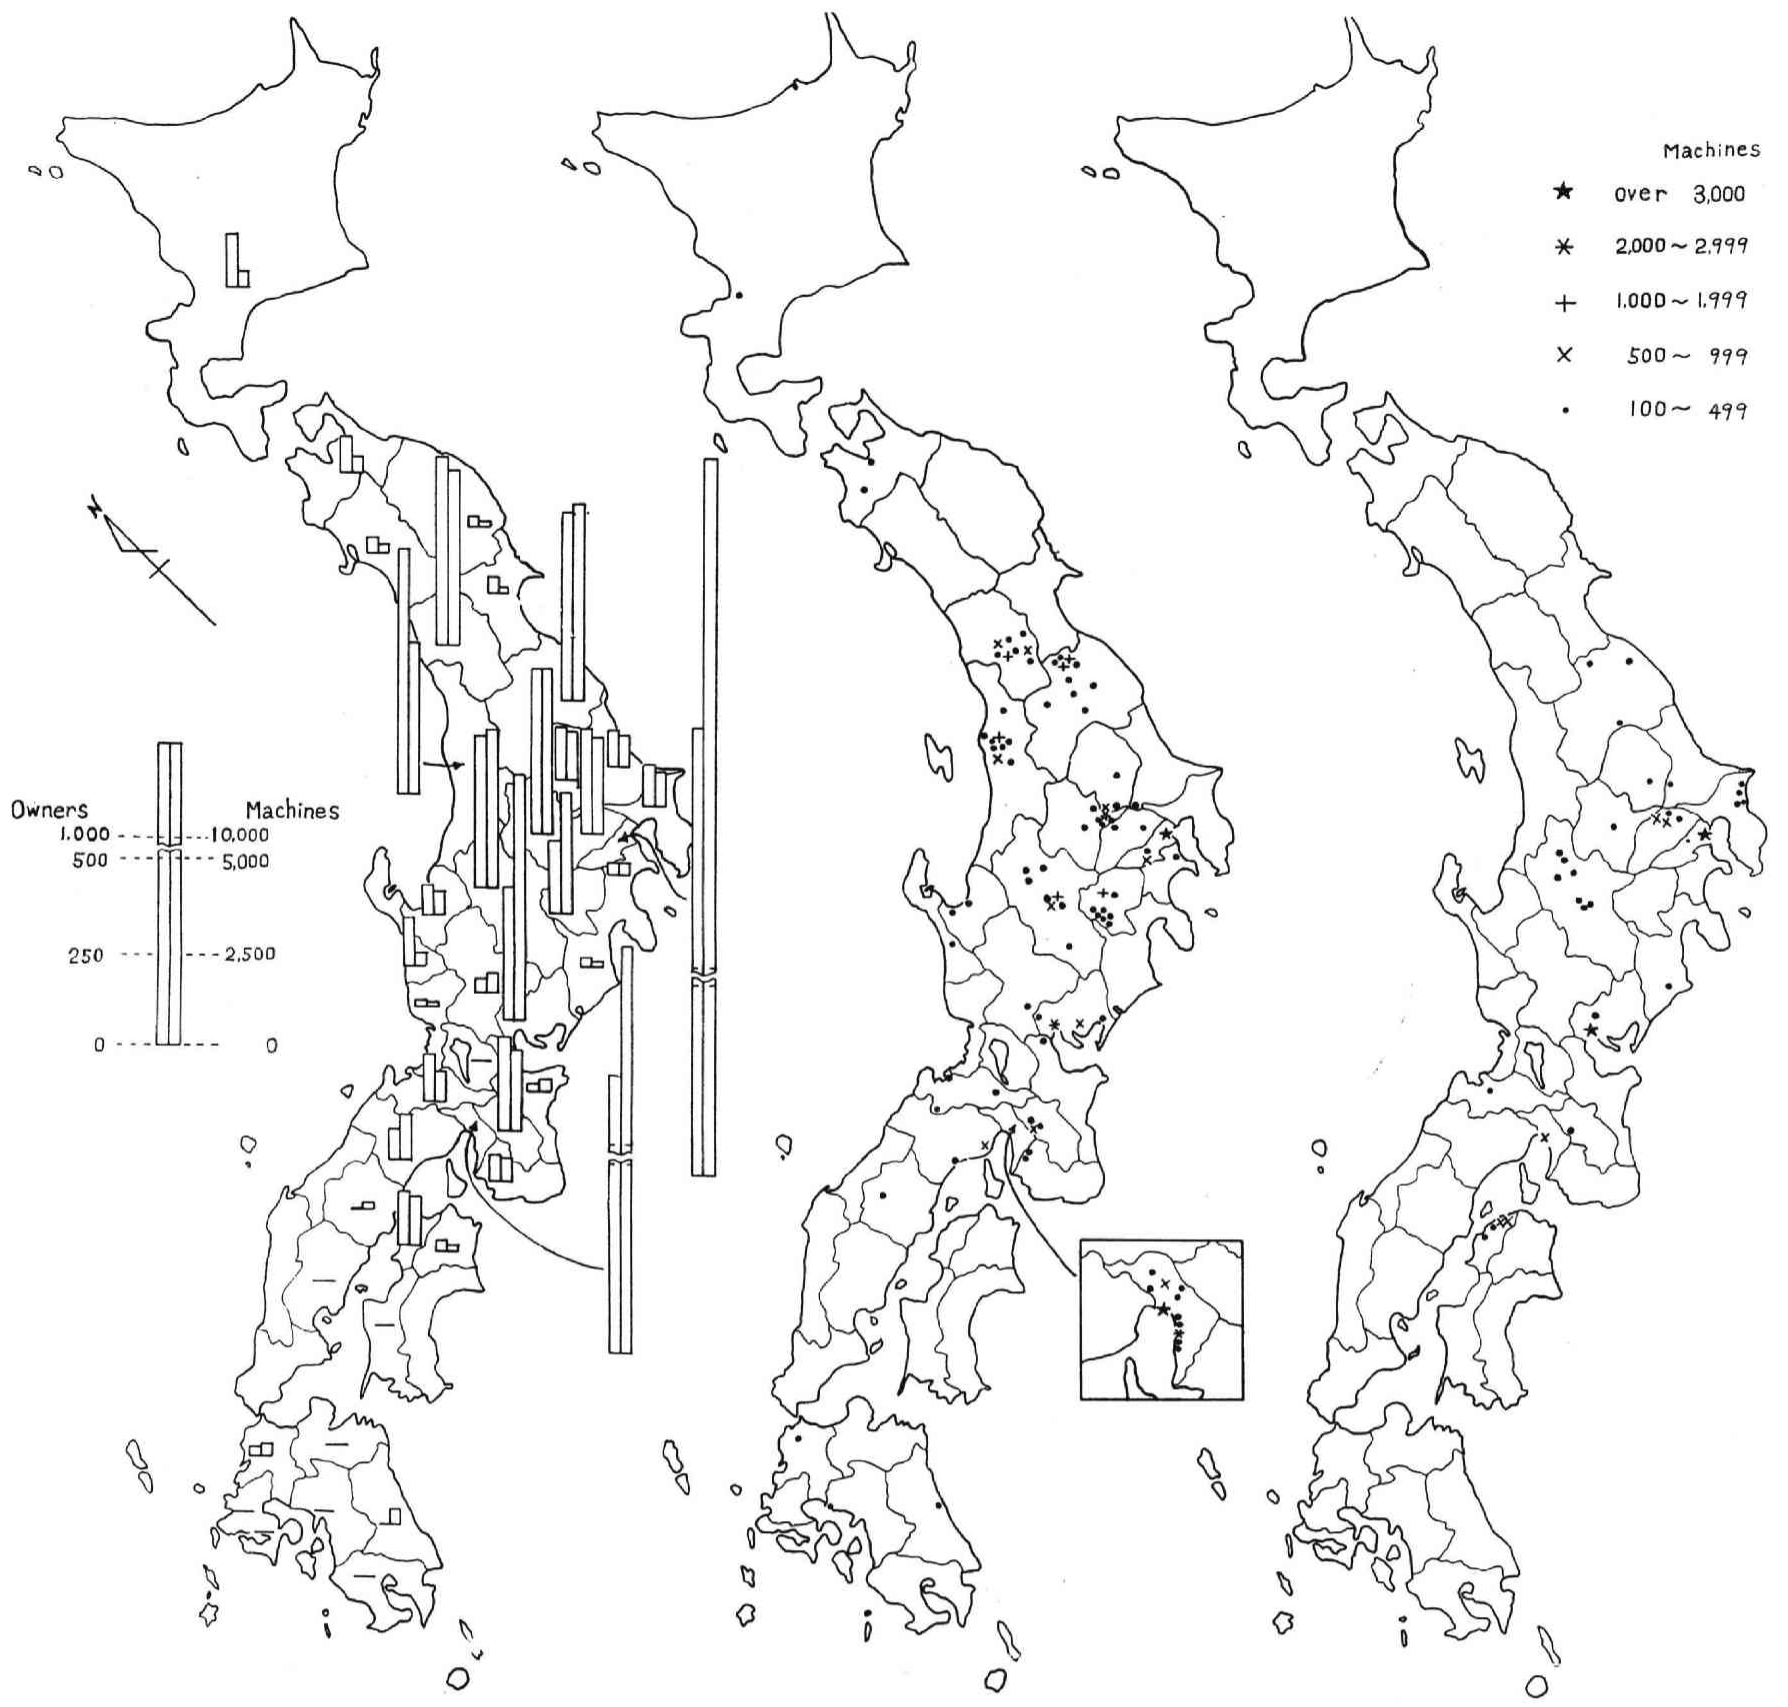 Machines
★ over 3,000
* 2,000 ~ 2,999
+ 1,000 ~ 1,999
× 500 ~ 999
• 100 ~ 499
N
Owners Machines
1.000 10,000
500 5,000
250 2,500
0 0